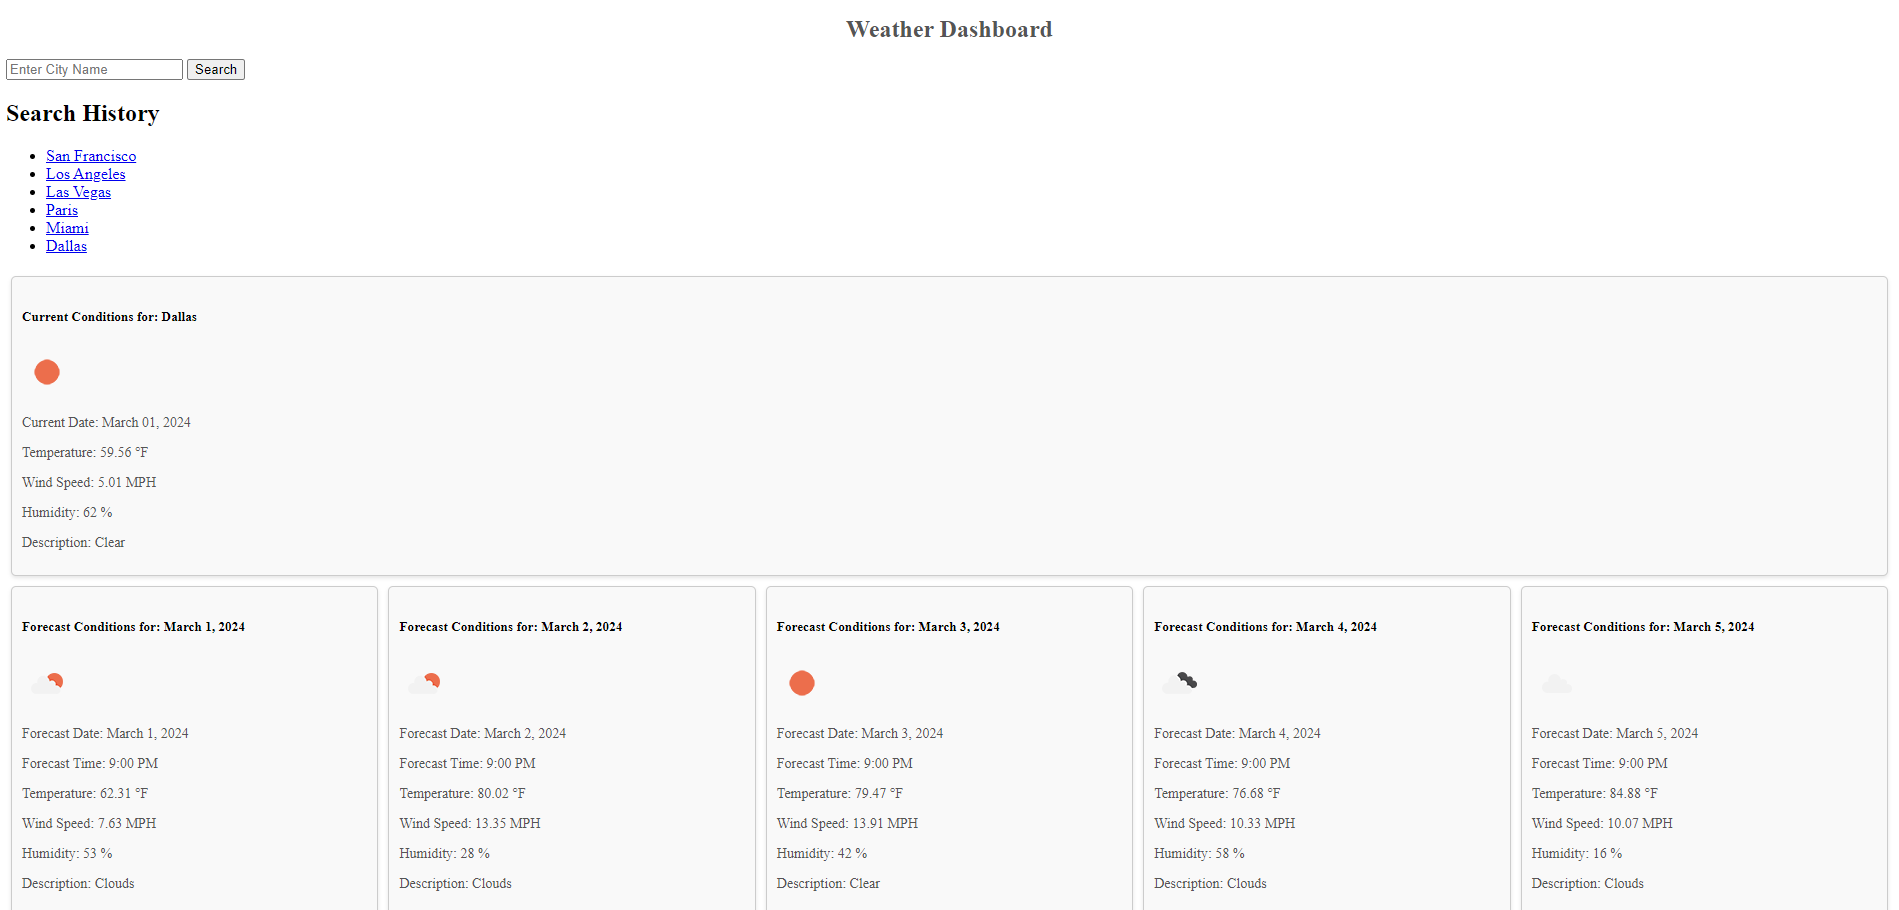 Weather Dashboard
Enter City Name Search
Search History
San Francisco
Los Angeles
Las Vegas
Paris
Miami
Dallas
Current Conditions for: Dallas
Current Date: March 01, 2024
Temperature: 59.56 °F
Wind Speed: 5.01 MPH
Humidity: 62 %
Description: Clear
Forecast Conditions for: March 1, 2024
Forecast Date: March 1, 2024
Forecast Time: 9:00 PM
Temperature: 62.31 °F
Wind Speed: 7.63 MPH
Humidity: 53 %
Description: Clouds
Forecast Conditions for: March 2, 2024
Forecast Date: March 2, 2024
Forecast Time: 9:00 PM
Temperature: 80.02 °F
Wind Speed: 13.35 MPH
Humidity: 28 %
Description: Clouds
Forecast Conditions for: March 3, 2024
Forecast Date: March 3, 2024
Forecast Time: 9:00 PM
Temperature: 79.47 °F
Wind Speed: 13.91 MPH
Humidity: 42 %
Description: Clear
Forecast Conditions for: March 4, 2024
Forecast Date: March 4, 2024
Forecast Time: 9:00 PM
Temperature: 76.68 °F
Wind Speed: 10.33 MPH
Humidity: 58 %
Description: Clouds
Forecast Conditions for: March 5, 2024
Forecast Date: March 5, 2024
Forecast Time: 9:00 PM
Temperature: 84.88 °F
Wind Speed: 10.07 MPH
Humidity: 16 %
Description: Clouds